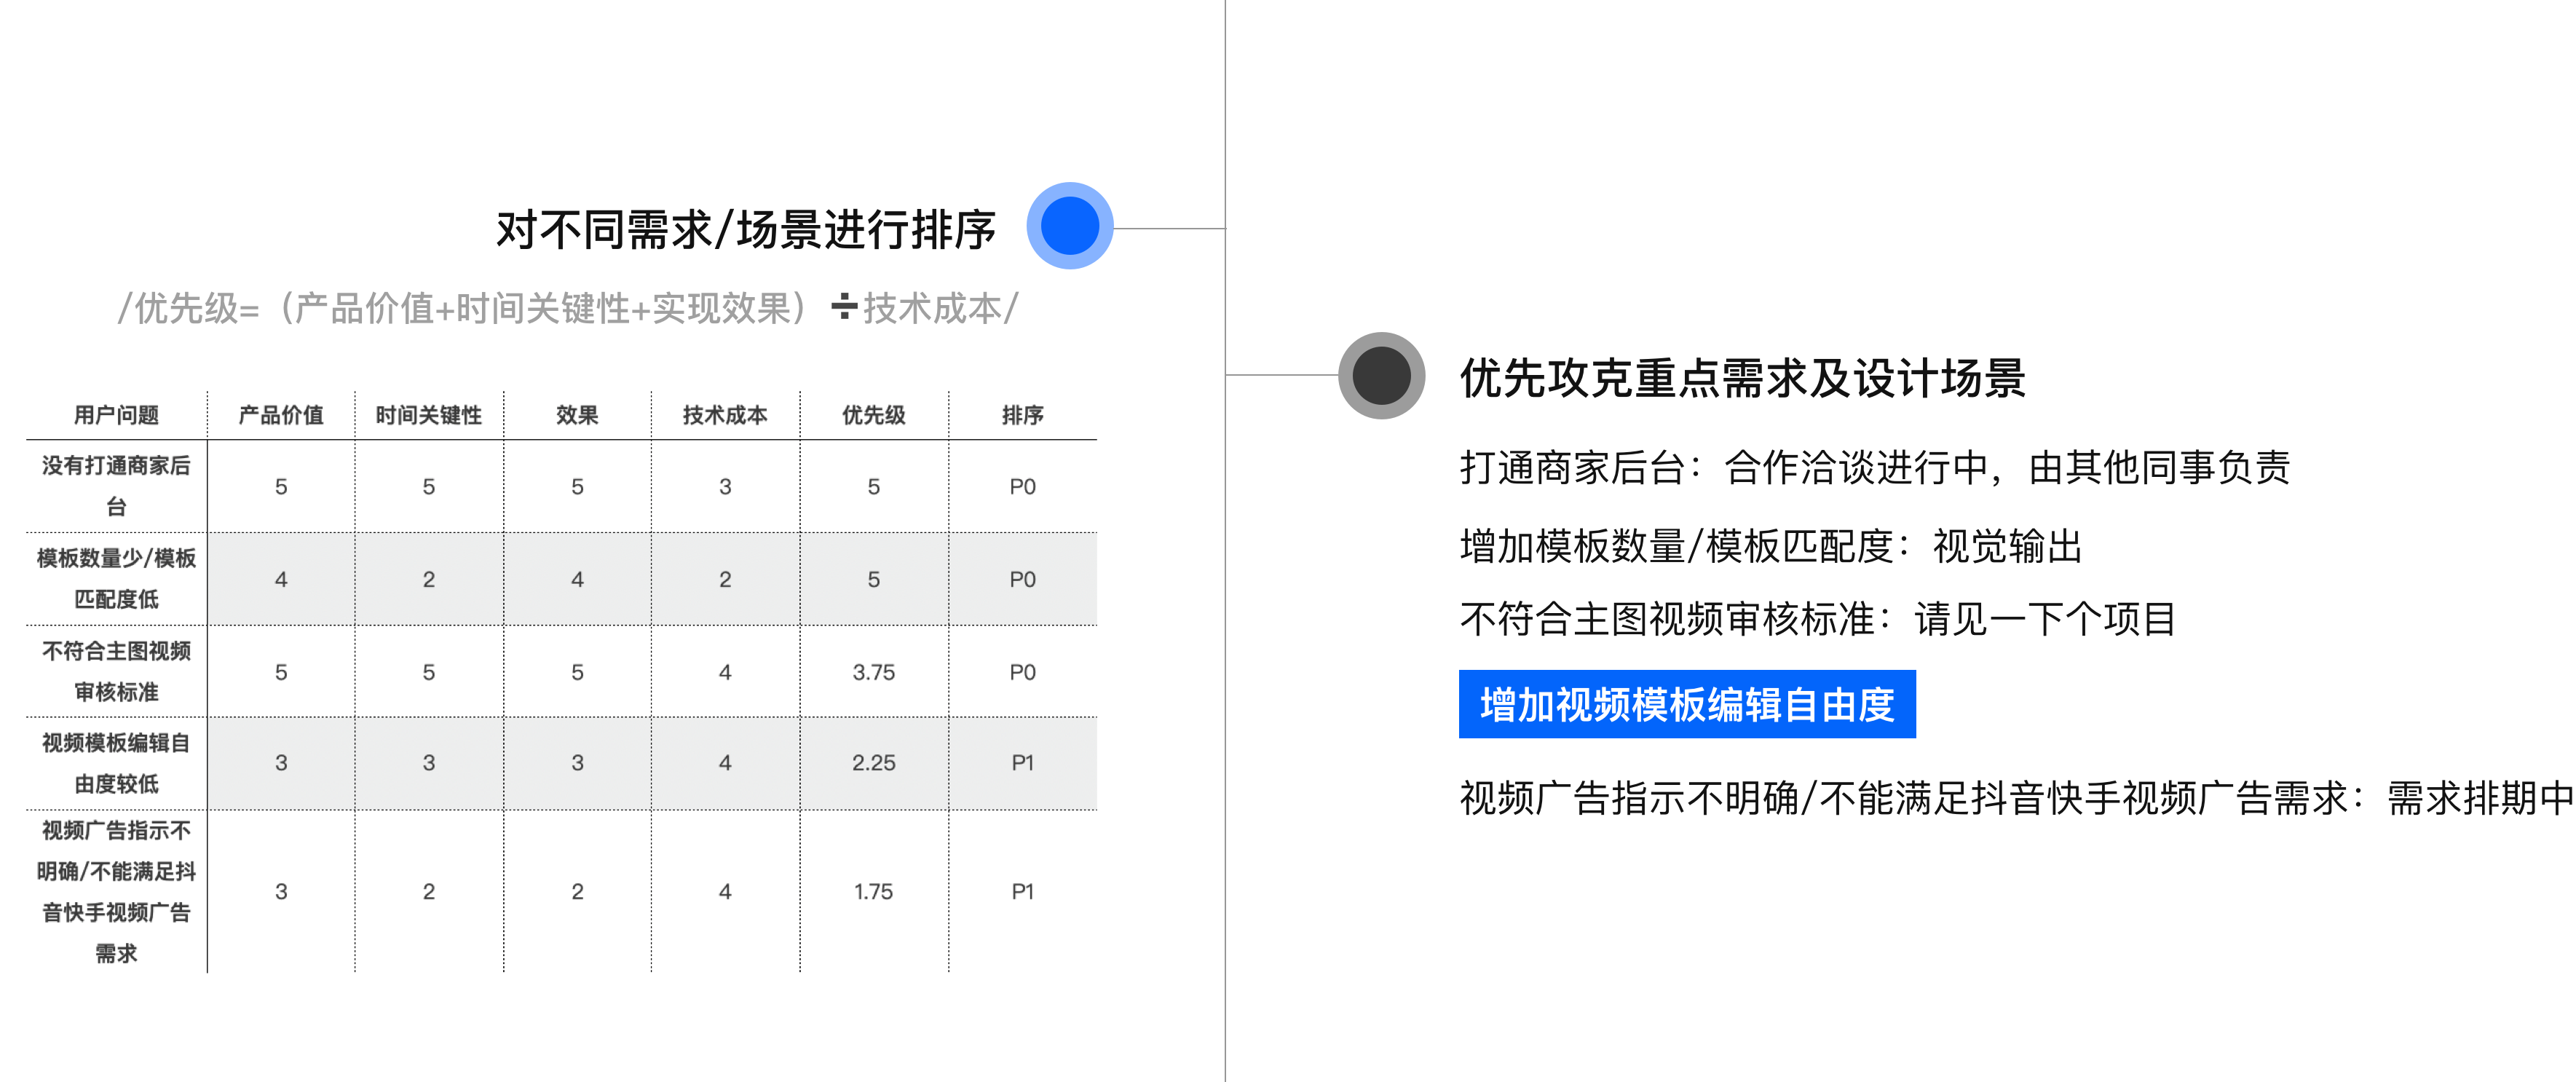 对不同需求/场景进行排序
/优先级=（产品价值+时间关键性+实现效果）÷技术成本/
用户问题 产品价值 时间关键性 效果 技术成本 优先级 排序
没有打通商家后
台
5 5 5 3 5 P0
模板数量少/模板
匹配度低
4 2 4 2 5 P0
不符合主图视频
审核标准
5 5 5 4 3.75 P0
视频模板编辑自
由度较低
3 3 3 4 2.25 P1
视频广告指示不
明确/不能满足抖
音快手视频广告
需求
3 2 2 4 1.75 P1
优先攻克重点需求及设计场景
打通商家后台：合作洽谈进行中，由其他同事负责
增加模板数量/模板匹配度：视觉输出
不符合主图视频审核标准：请见一下个项目
增加视频模板编辑自由度
视频广告指示不明确/不能满足抖音快手视频广告需求：需求排期中